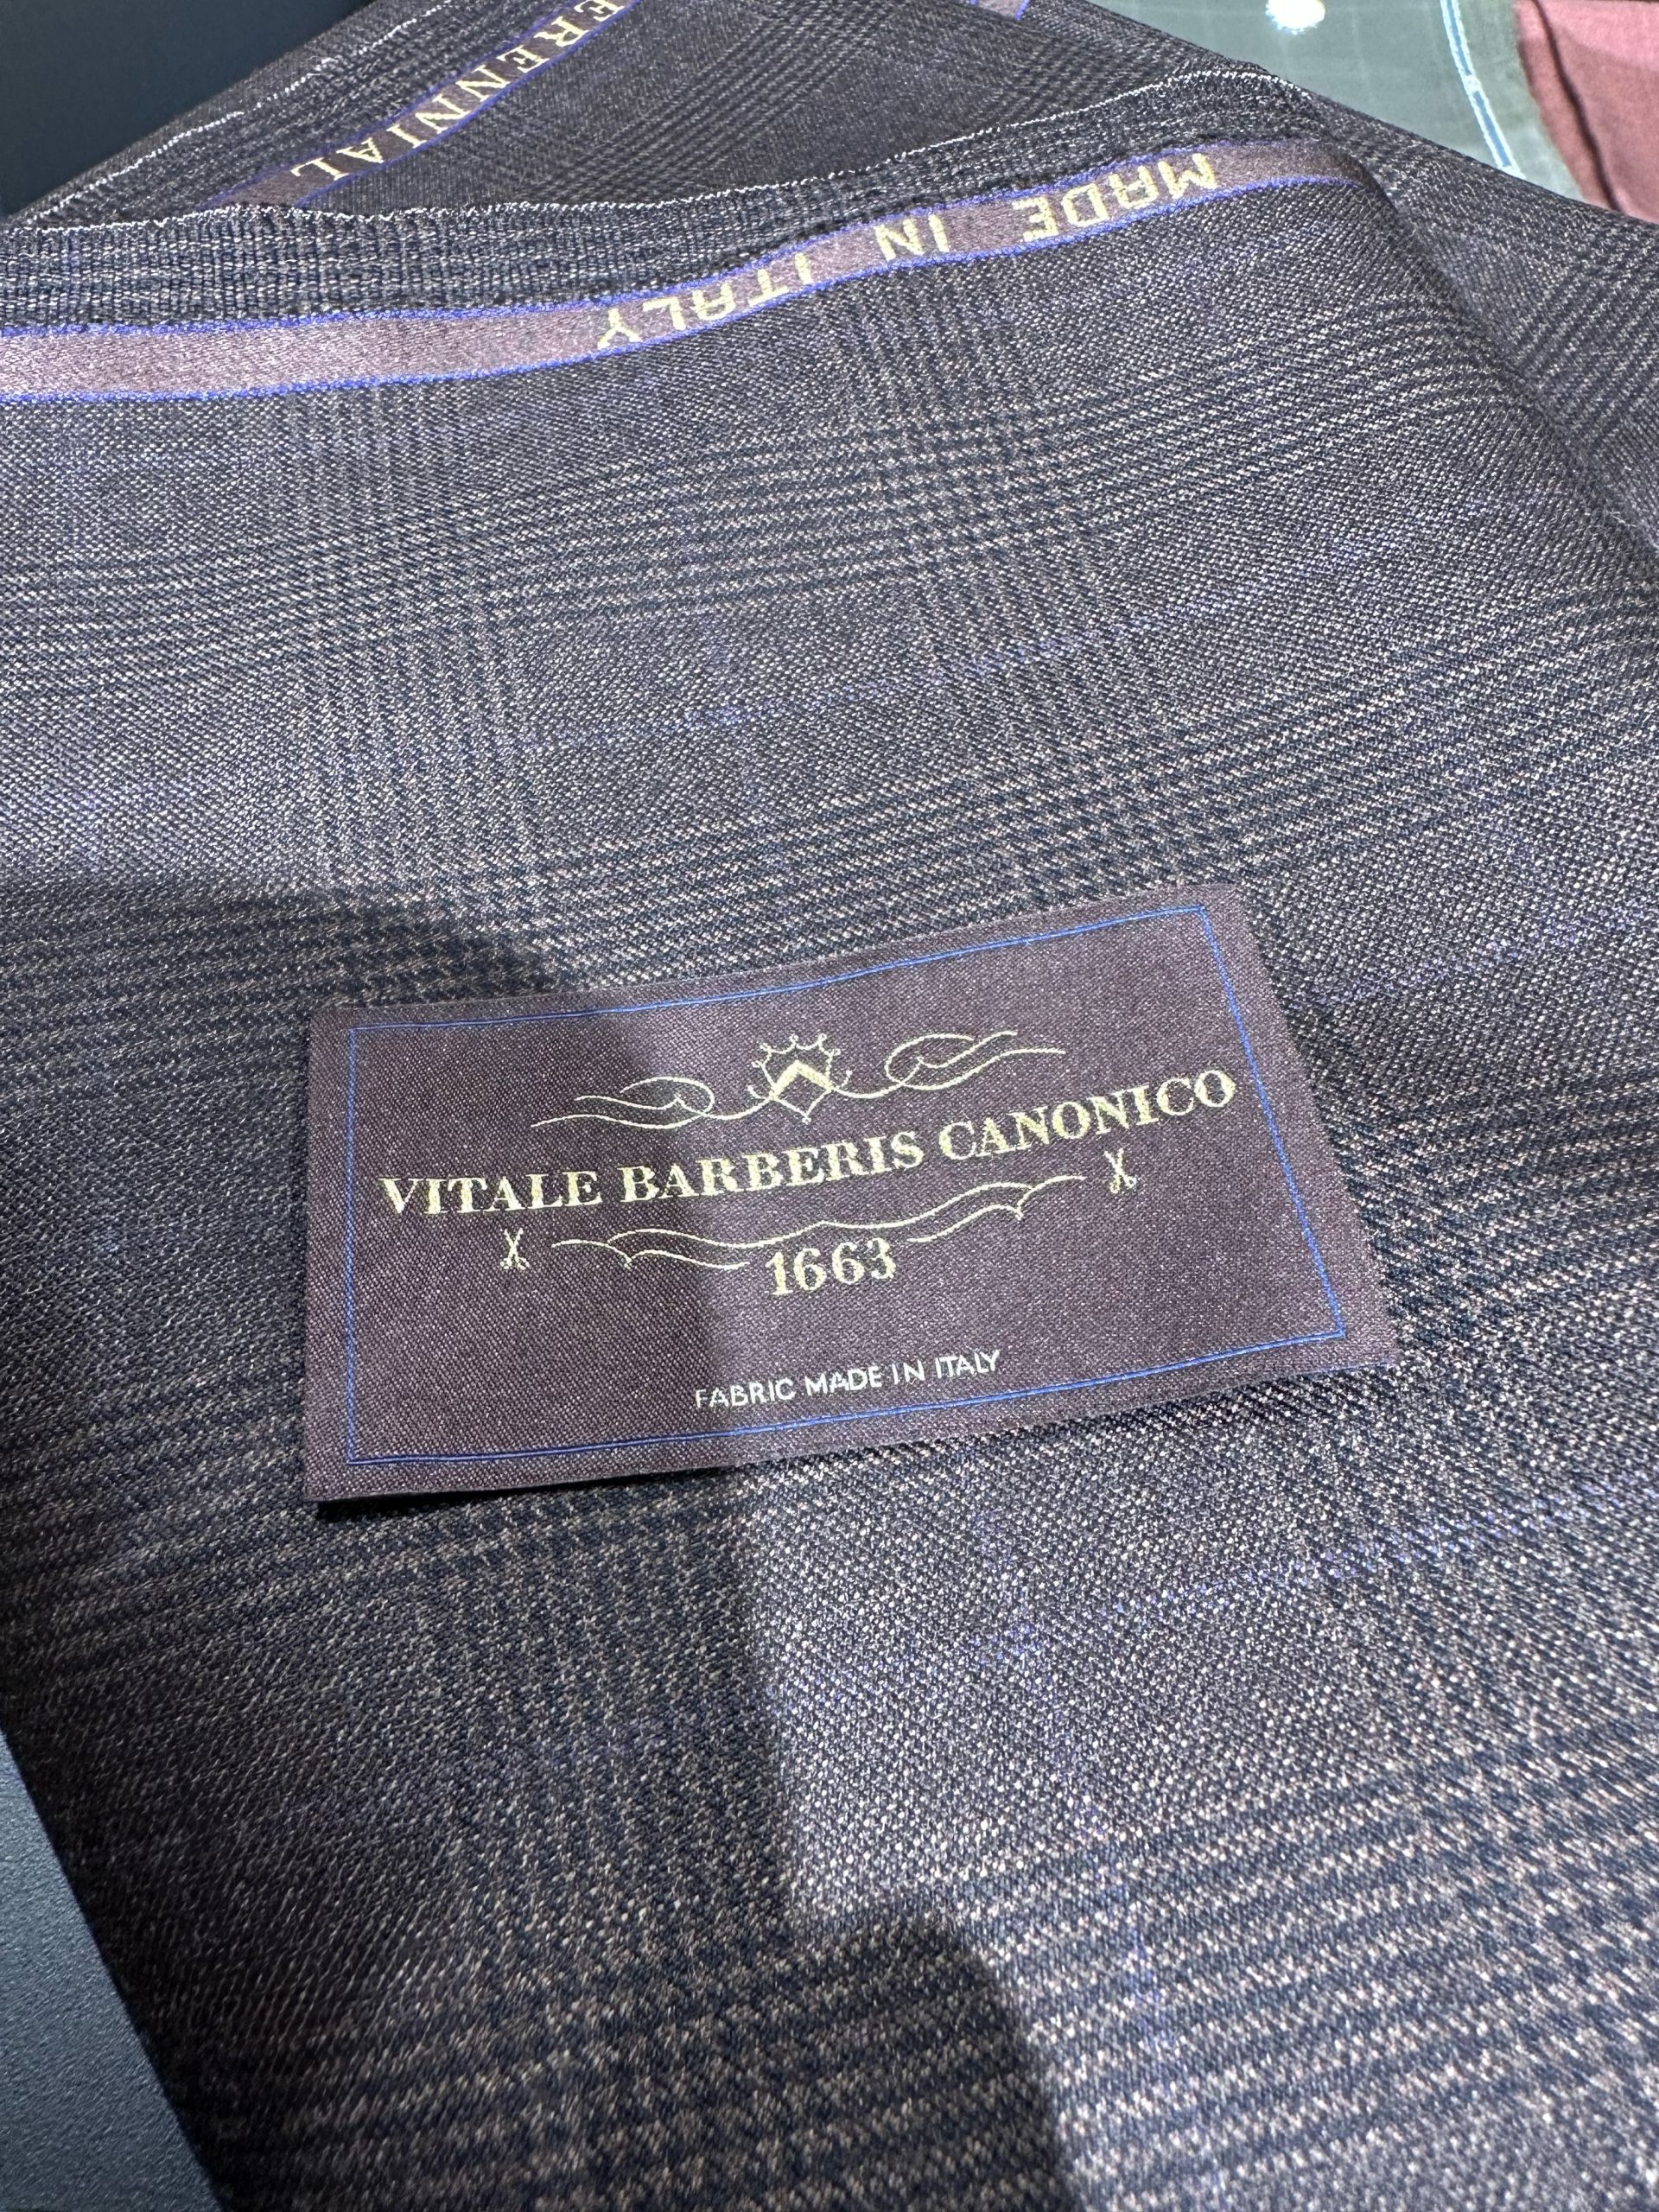 ERENNIAL
MADE IN ITALY
VITALE BARBERIS CANONICO
1663
FABRIC MADE IN ITALY